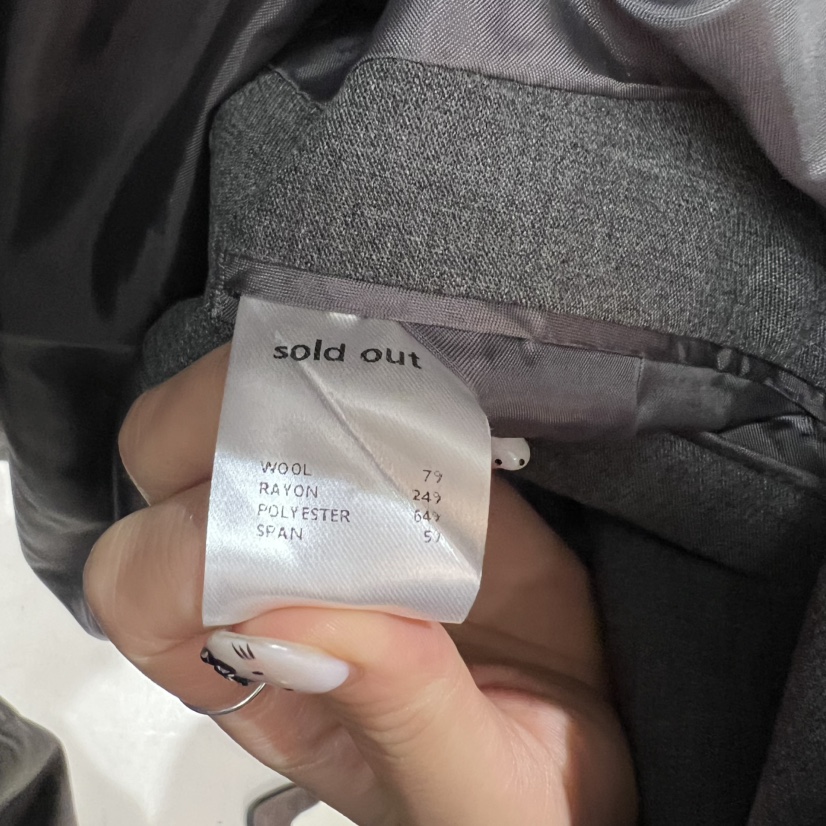 sold out
WOOL 7%
RAYON 24%
POLYESTER 64%
SPAN 5%